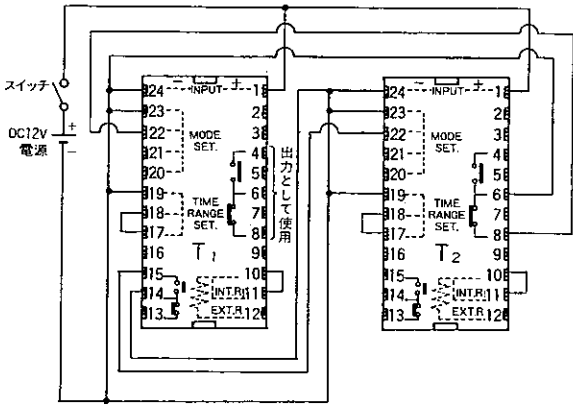 スイッチ
DC12V
電源
+
−
− +
24 INPUT 1
23 2
22 MODE SET. 3
21 4
20 5
19 6
18 TIME RANGE SET. 7
17 8
16 T1 9
15 10
14 INT.R 11
13 EXT.R 12
出力として使用
− +
24 INPUT 1
23 2
22 MODE SET. 3
21 4
20 5
19 6
18 TIME RANGE SET. 7
17 8
16 T2 9
15 10
14 INT.R 11
13 EXT.R 12